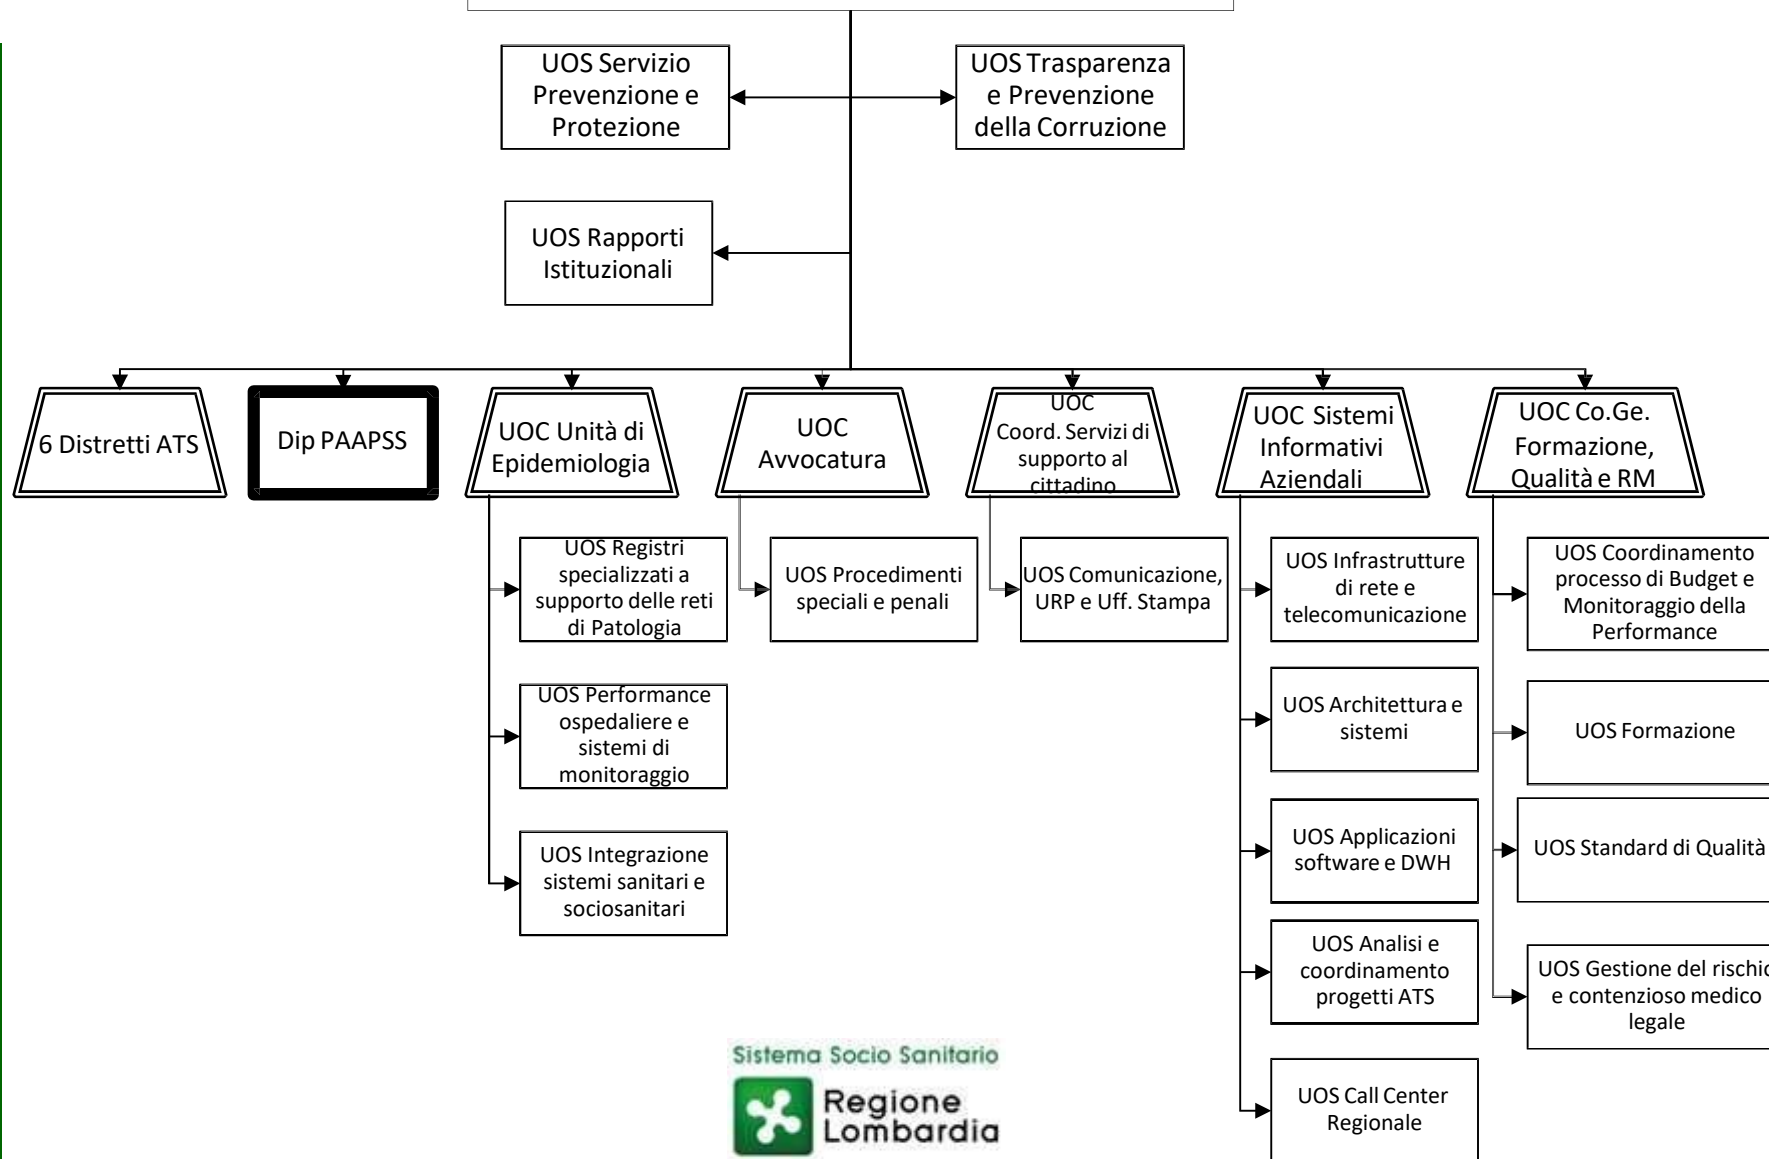 UOS Servizio
Prevenzione e
Protezione
UOS Trasparenza
e Prevenzione
della Corruzione
UOS Rapporti
Istituzionali
6 Distretti ATS
Dip PAAPSS
UOC Unità di
Epidemiologia
UOC
Avvocatura
UOC
Coord. Servizi di
supporto al
cittadino
UOC Sistemi
Informativi
Aziendali
UOC Co.Ge.
Formazione,
Qualità e RM
UOS Registri
specializzati a
supporto delle reti
di Patologia
UOS Performance
ospedaliere e
sistemi di
monitoraggio
UOS Integrazione
sistemi sanitari e
sociosanitari
UOS Procedimenti
speciali e penali
UOS Comunicazione,
URP e Uff. Stampa
UOS Infrastrutture
di rete e
telecomunicazione
UOS Architettura e
sistemi
UOS Applicazioni
software e DWH
UOS Analisi e
coordinamento
progetti ATS
UOS Call Center
Regionale
UOS Coordinamento
processo di Budget e
Monitoraggio della
Performance
UOS Formazione
UOS Standard di Qualità
UOS Gestione del rischio
e contenzioso medico
legale
Sistema Socio Sanitario
Regione
Lombardia